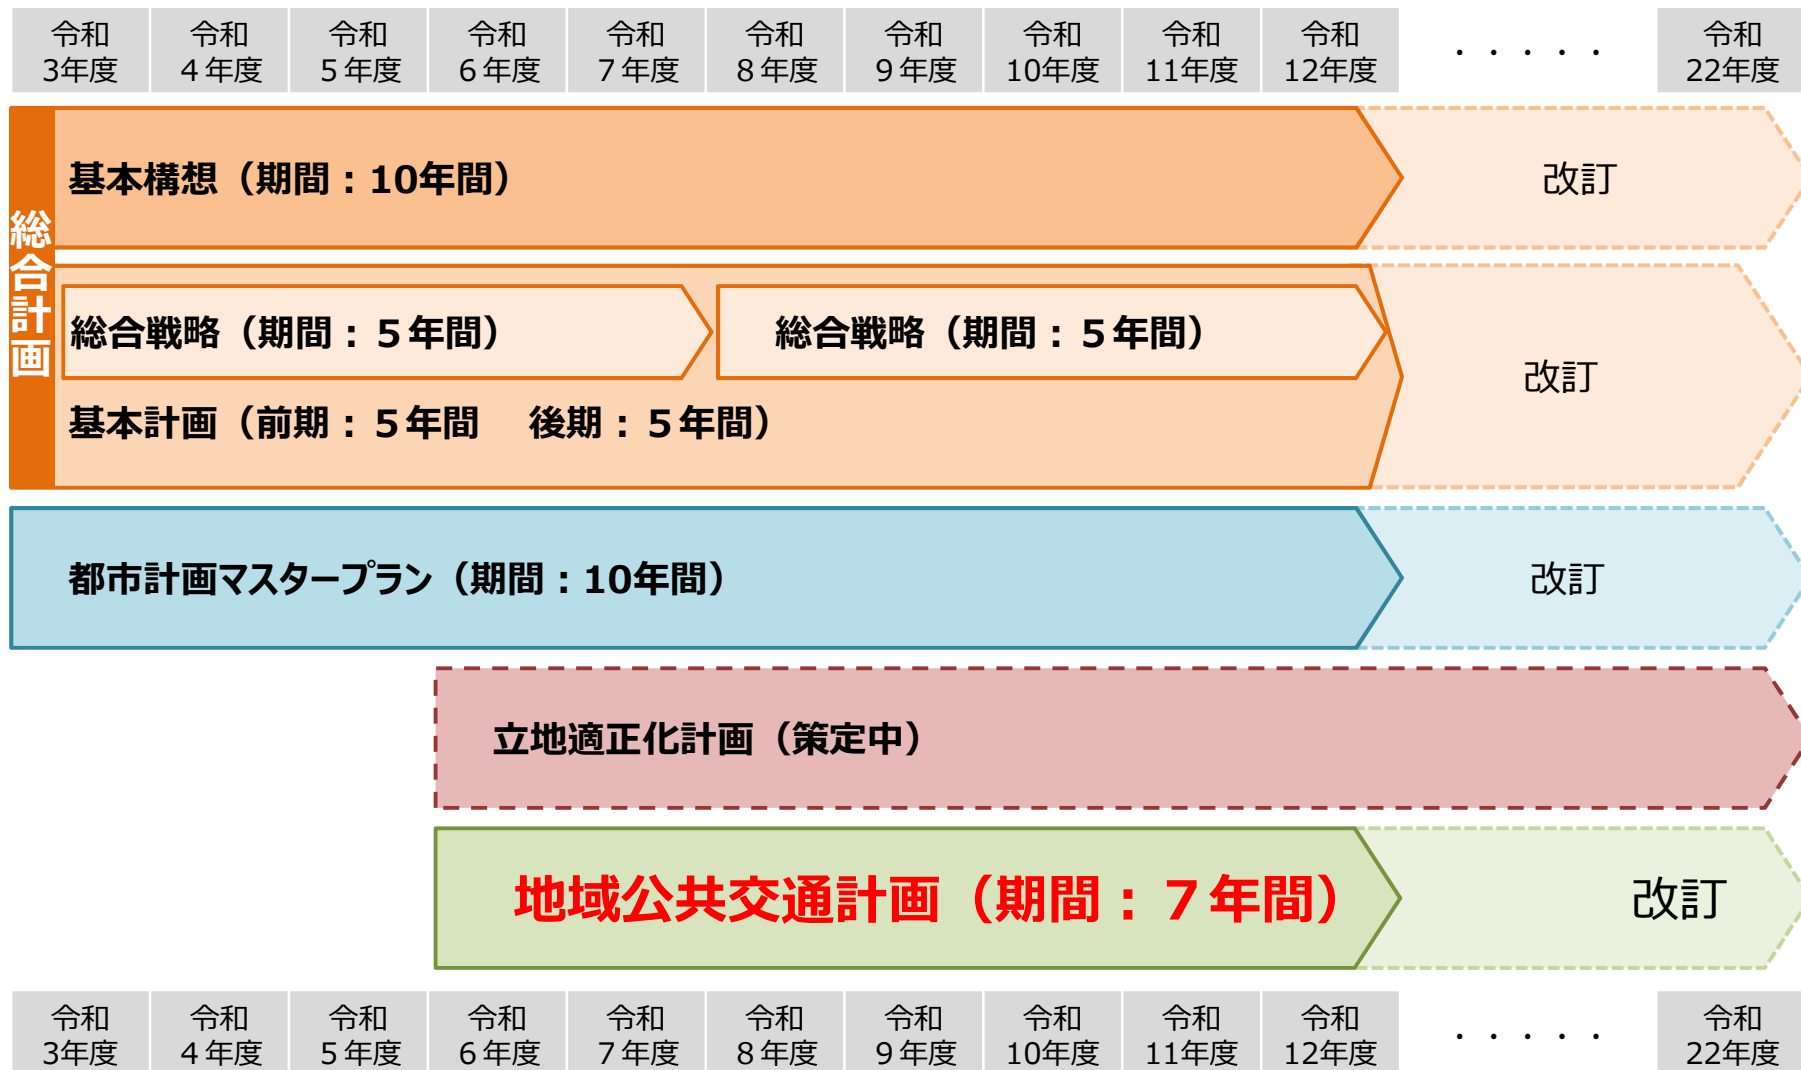 令和
3年度
令和
４年度
令和
５年度
令和
６年度
令和
７年度
令和
８年度
令和
９年度
令和
10年度
令和
11年度
令和
12年度
・・・・・
令和
22年度
総合計画
基本構想（期間：10年間）
改訂
総合戦略（期間：５年間）
総合戦略（期間：５年間）
基本計画（前期：５年間　後期：５年間）
改訂
都市計画マスタープラン（期間：10年間）
改訂
立地適正化計画（策定中）
地域公共交通計画（期間：７年間）
改訂
令和
3年度
令和
４年度
令和
５年度
令和
６年度
令和
７年度
令和
８年度
令和
９年度
令和
10年度
令和
11年度
令和
12年度
・・・・・
令和
22年度